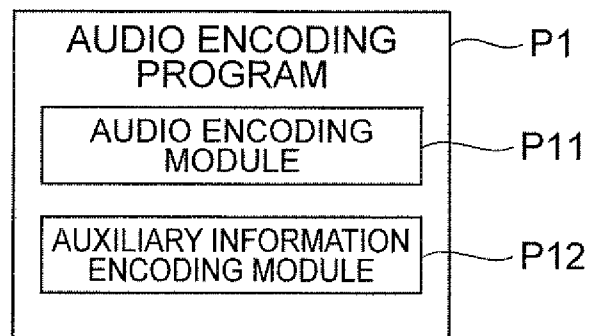 AUDIO ENCODING
PROGRAM
P1
AUDIO ENCODING
MODULE
P11
AUXILIARY INFORMATION
ENCODING MODULE
P12